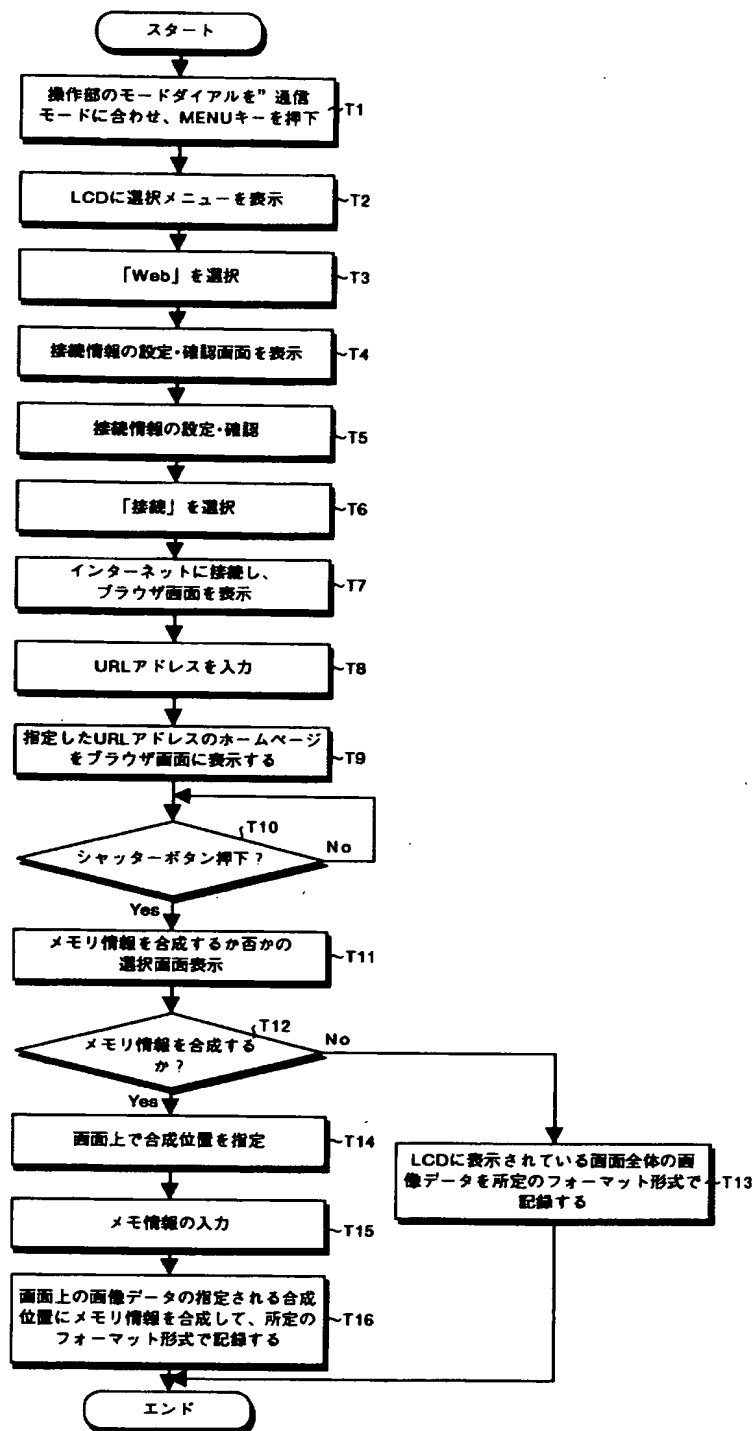 スタート
操作部のモードダイアルを”通信
モードに合わせ、MENUキーを押下
T1
LCDに選択メニューを表示
T2
「Web」を選択
T3
接続情報の設定・確認画面を表示
T4
接続情報の設定・確認
T5
「接続」を選択
T6
インターネットに接続し、
ブラウザ画面を表示
T7
URLアドレスを入力
T8
指定したURLアドレスのホームページ
をブラウザ画面に表示する
T9
T10
シャッターボタン押下？
No
Yes
メモリ情報を合成するか否かの
選択画面表示
T11
T12
メモリ情報を合成する
か？
No
Yes
画面上で合成位置を指定
T14
LCDに表示されている画面全体の画
像データを所定のフォーマット形式で
記録する
T13
メモ情報の入力
T15
画面上の画像データの指定される合成
位置にメモリ情報を合成して、所定の
フォーマット形式で記録する
T16
エンド